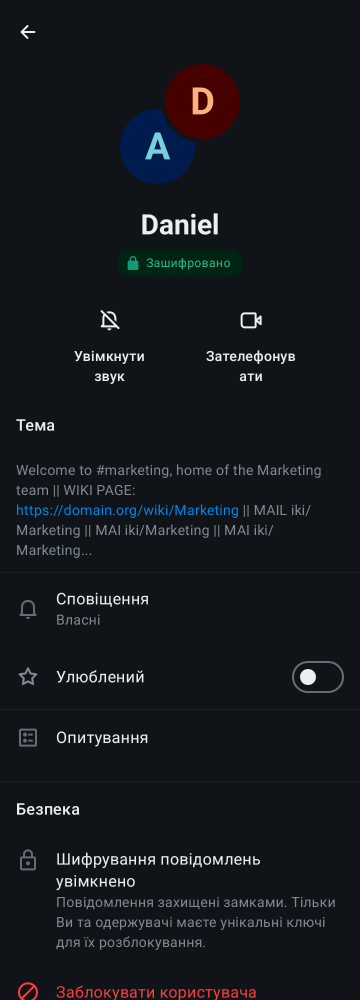 D
A
Daniel
Зашифровано
Увімкнути
звук
Зателефонув
ати
Тема
Welcome to #marketing, home of the Marketing
team || WIKI PAGE:
https://domain.org/wiki/Marketing || MAIL iki/
Marketing || MAI iki/Marketing || MAI iki/
Marketing...
Сповіщення
Власні
Улюблений
Опитування
Безпека
Шифрування повідомлень
увімкнено
Повідомлення захищені замками. Тільки
Ви та одержувачі маєте унікальні ключі
для їх розблокування.
Заблокувати користувача